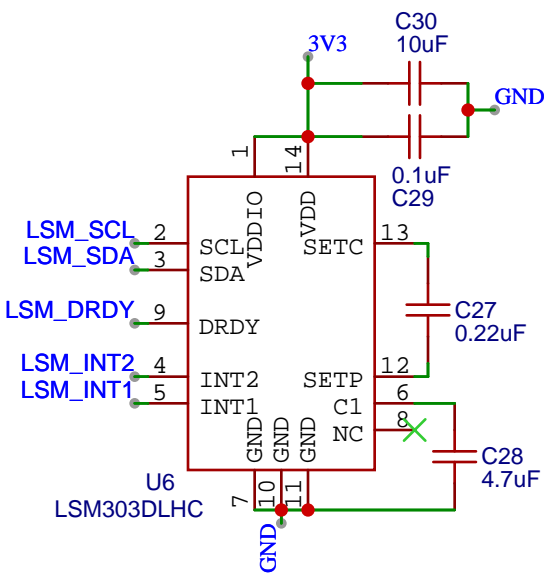 C30
10uF
3V3
GND
1
14
0.1uF
C29
VDDIO
VDD
LSM_SCL 2 SCL
SETC 13
LSM_SDA 3 SDA
LSM_DRDY 9 DRDY
C27
0.22uF
LSM_INT2 4 INT2
SETP 12
LSM_INT1 5 INT1
C1 6
NC 8
GND GND GND
C28
4.7uF
U6
LSM303DLHC
7 10 11
GND